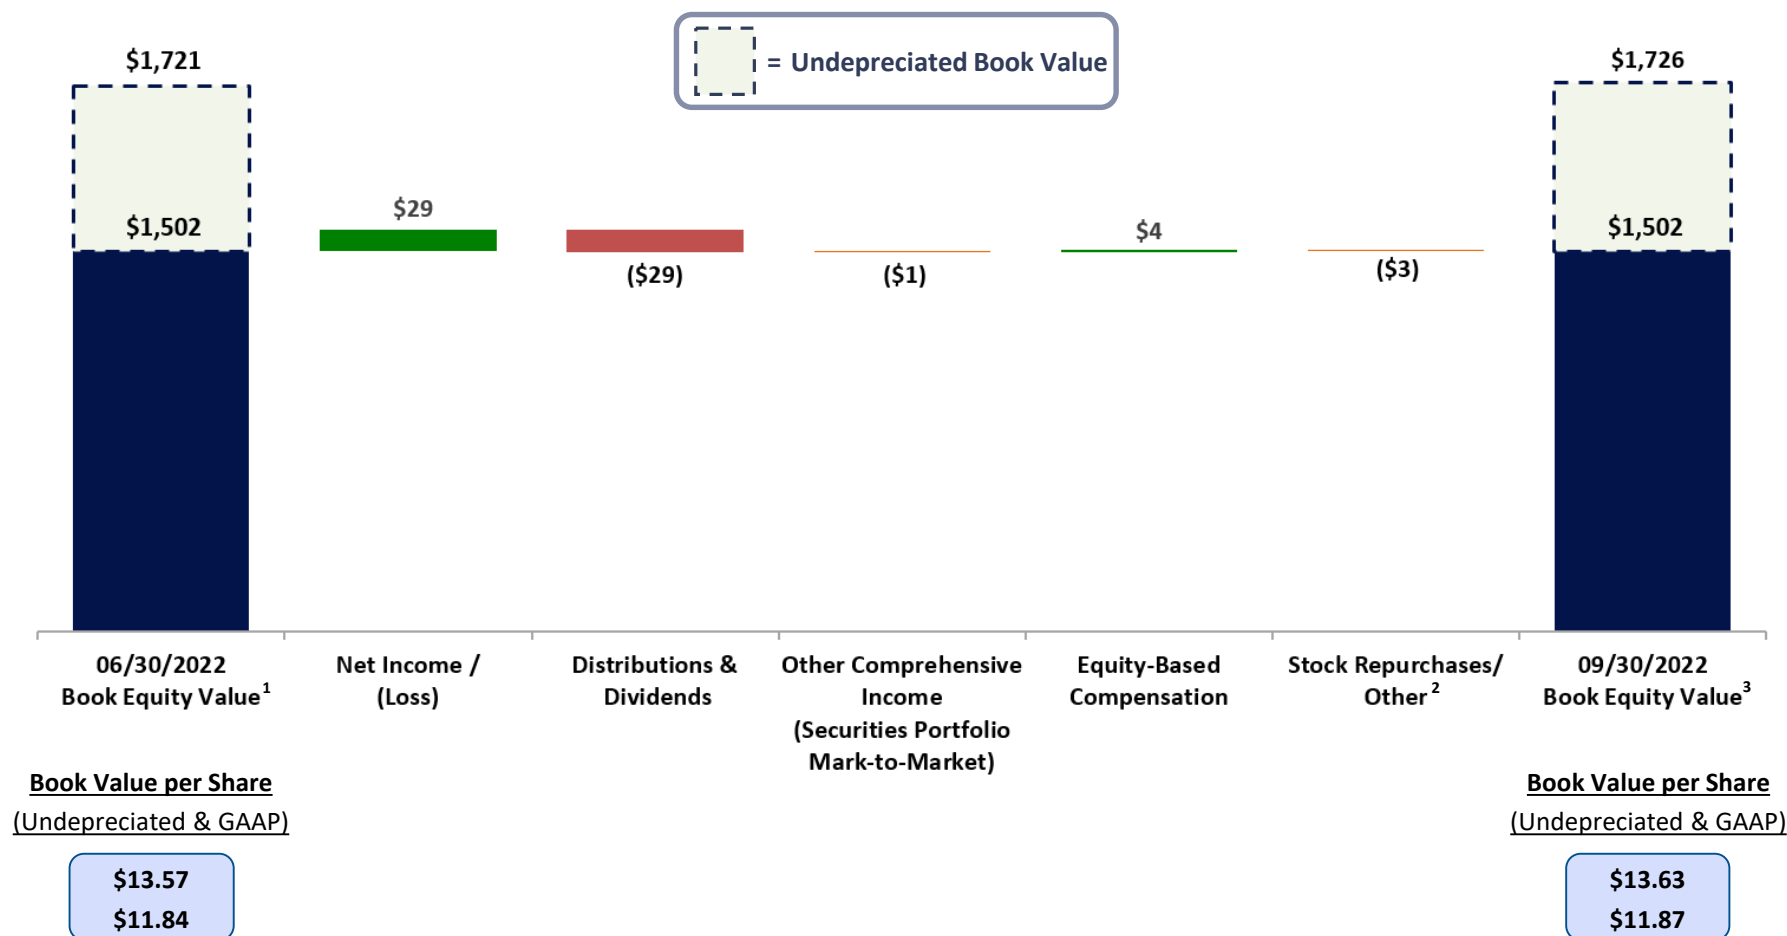 = Undepreciated Book Value
$1,721
$1,726
$1,502
$29
($29)
($1)
$4
($3)
$1,502
06/30/2022
Book Equity Value1
Net Income /
(Loss)
Distributions &
Dividends
Other Comprehensive
Income
(Securities Portfolio
Mark-to-Market)
Equity-Based
Compensation
Stock Repurchases/
Other 2
09/30/2022
Book Equity Value3
Book Value per Share
(Undepreciated & GAAP)
$13.57
$11.84
Book Value per Share
(Undepreciated & GAAP)
$13.63
$11.87